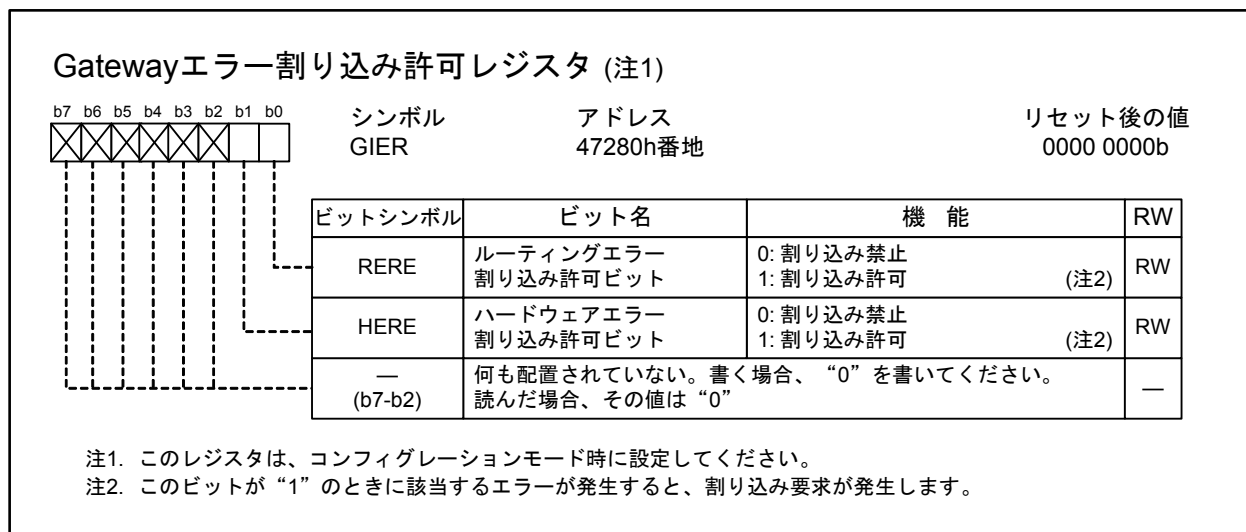 Gatewayエラー割り込み許可レジスタ (注1)
b7 b6 b5 b4 b3 b2 b1 b0
シンボル アドレス リセット後の値
GIER 47280h番地 0000 0000b
ビットシンボル ビット名 機 能 RW
RERE ルーティングエラー 0: 割り込み禁止 RW
割り込み許可ビット 1: 割り込み許可 (注2)
HERE ハードウェアエラー 0: 割り込み禁止 RW
割り込み許可ビット 1: 割り込み許可 (注2)
— 何も配置されていない。書く場合、“0”を書いてください。 —
(b7-b2) 読んだ場合、その値は“0”
注1. このレジスタは、コンフィグレーションモード時に設定してください。
注2. このビットが“1”のときに該当するエラーが発生すると、割り込み要求が発生します。